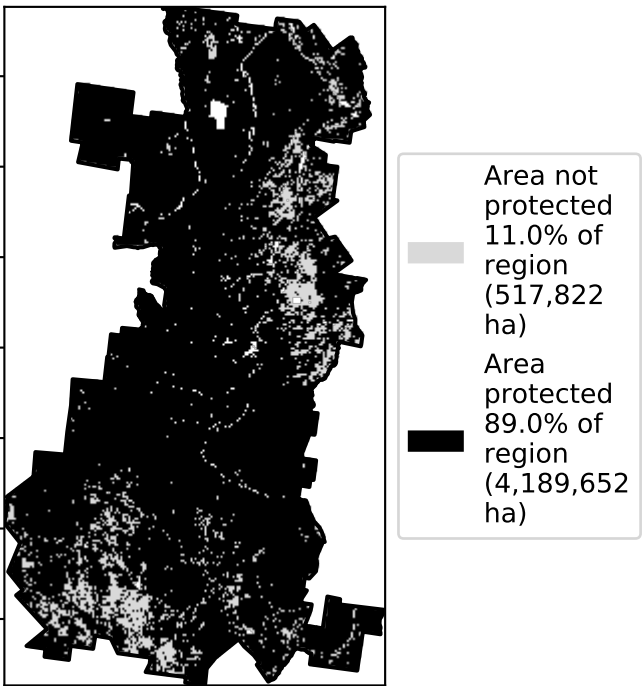 Area not
protected
11.0% of
region
(517,822
ha)
Area
protected
89.0% of
region
(4,189,652
ha)